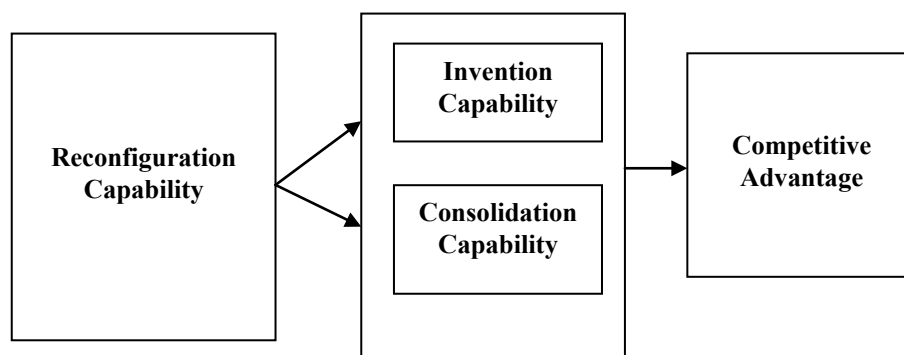 Reconfiguration
Capability
Invention
Capability
Consolidation
Capability
Competitive
Advantage